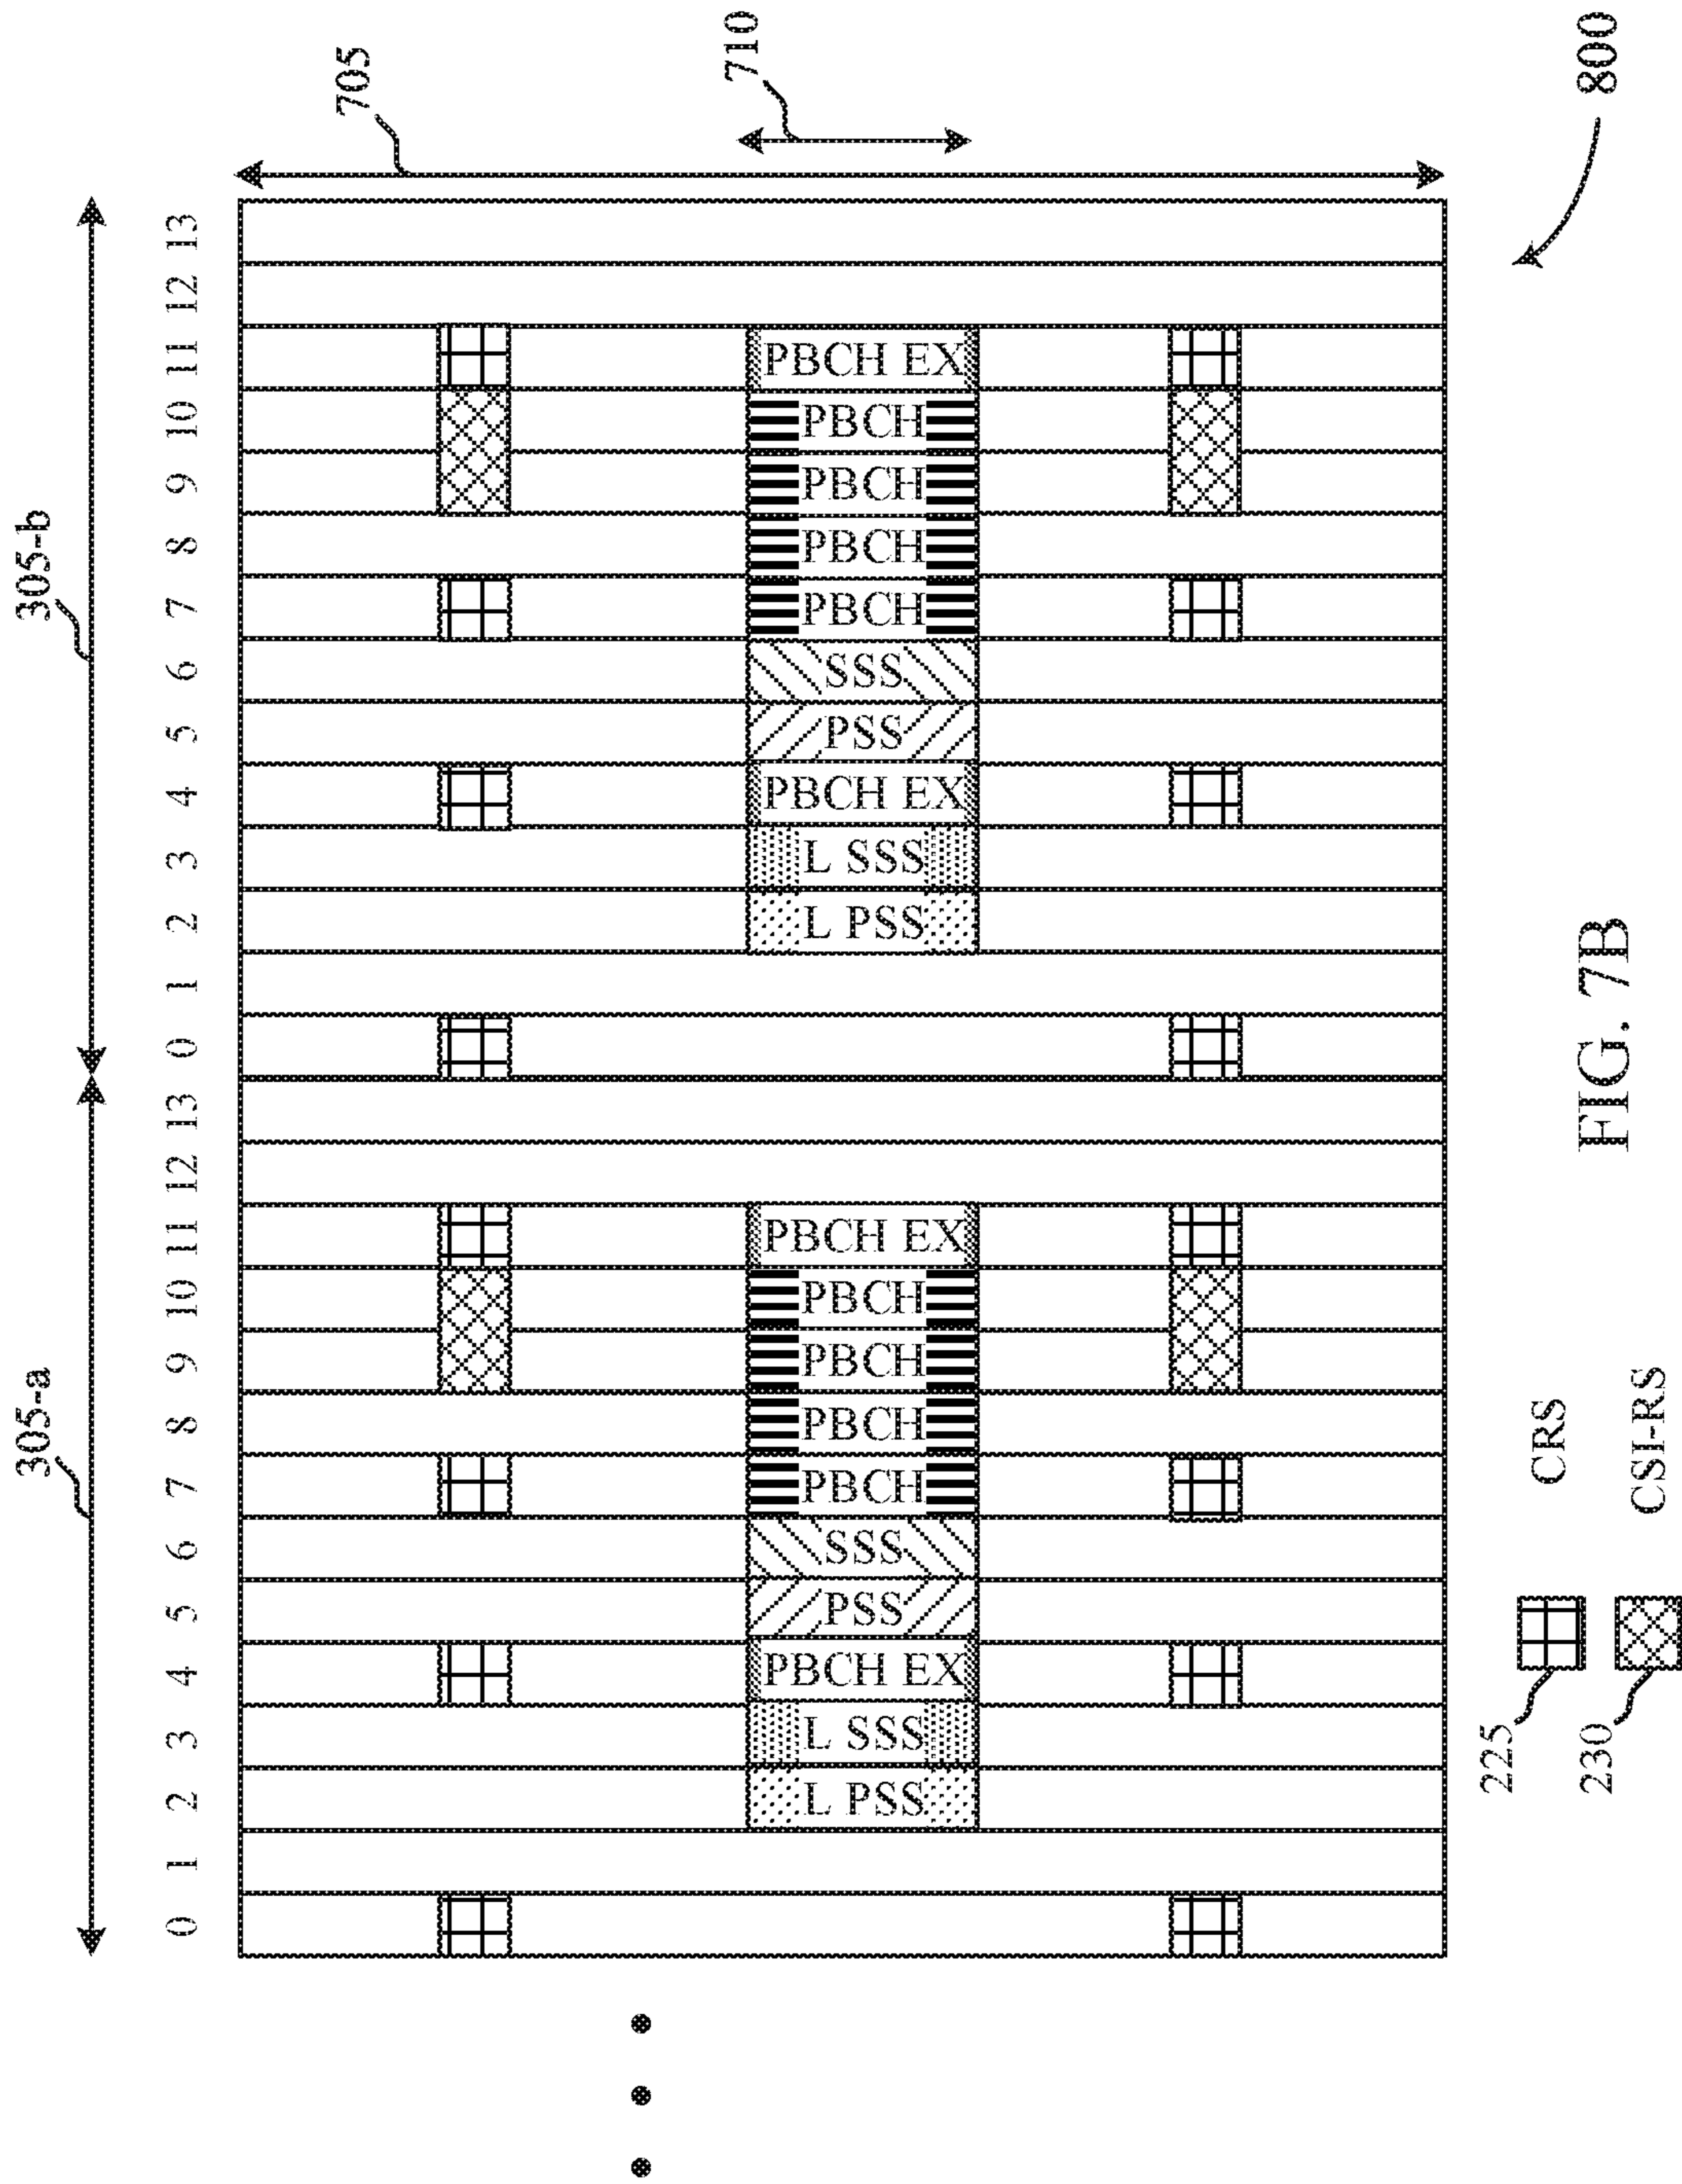 305-a
305-b
0 1 2 3 4 5 6 7 8 9 10 11 12 13 0 1 2 3 4 5 6 7 8 9 10 11 12 13
705
710
L PSS
L SSS
PBCH EX
PSS
SSS
PBCH
PBCH
PBCH
PBCH
PBCH EX
L PSS
L SSS
PBCH EX
PSS
SSS
PBCH
PBCH
PBCH
PBCH
PBCH EX
225
CRS
230
CSI-RS
800
FIG. 7B